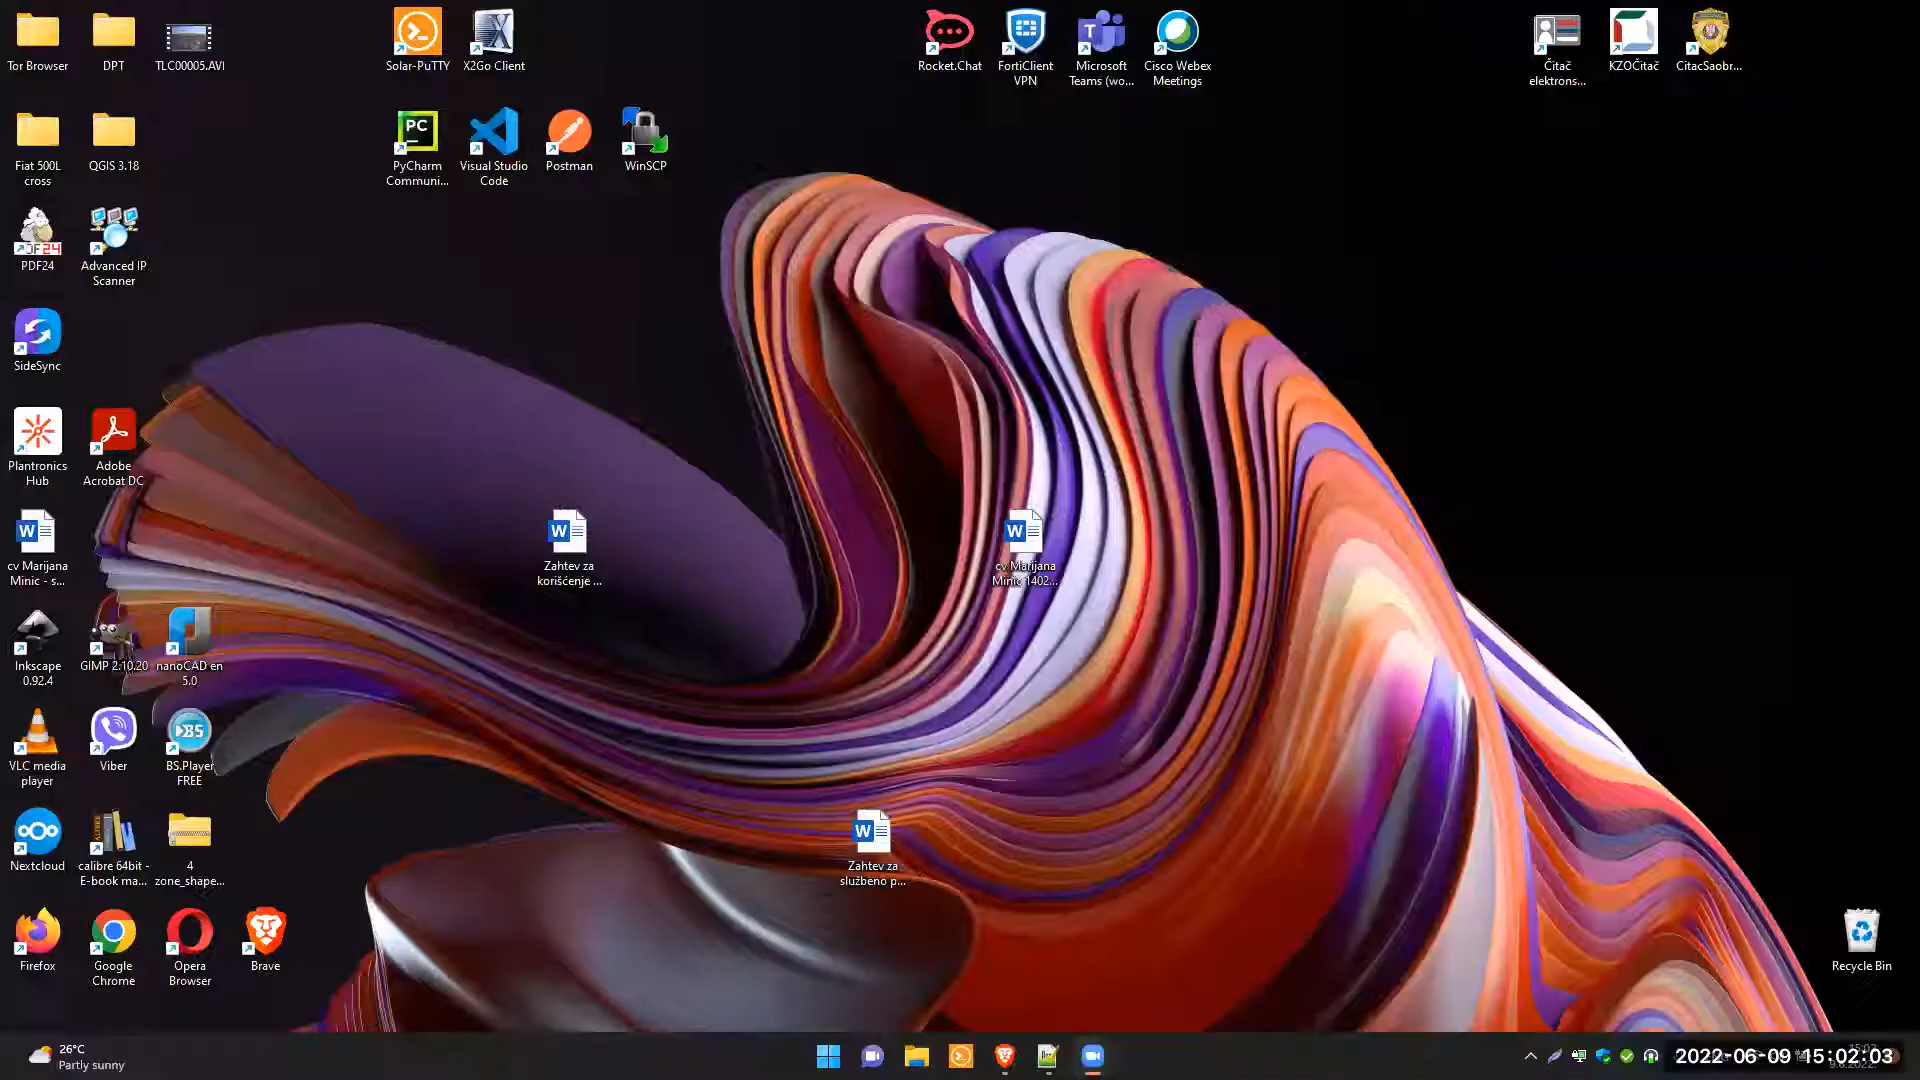 Tor Browser
DPT
TLC00005.AVI
Solar-PuTTY
X2Go Client
Rocket.Chat
FortiClient
VPN
Microsoft
Teams (wo...
Cisco Webex
Meetings
Čitač
elektrons...
KZOČitač
CitacSaobr...
Fiat 500L
cross
QGIS 3.18
PC
PyCharm
Communi...
Visual Studio
Code
Postman
WinSCP
PDF24
Advanced IP
Scanner
SideSync
Plantronics
Hub
Adobe
Acrobat DC
cv Marijana
Minic - s...
Zahtev za
korišćenje ...
cv Marijana
Minic 1402...
Inkscape
0.92.4
GIMP 2.10.20
nanoCAD en
5.0
VLC media
player
Viber
BS.Player
FREE
Zahtev za
službeno p...
Nextcloud
calibre 64bit -
E-book ma...
4
zone_shape...
Firefox
Google
Chrome
Opera
Browser
Brave
Recycle Bin
26°C
Partly sunny
2022-06-09 15:02:03